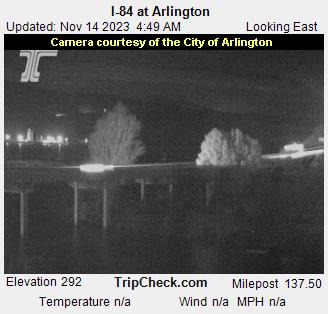 I-84 at Arlington
Updated: Nov 14 2023 4:49 AM Looking East
Camera courtesy of the City of Arlington
Elevation 292 TripCheck.com Milepost 137.50
Temperature n/a Wind n/a MPH n/a